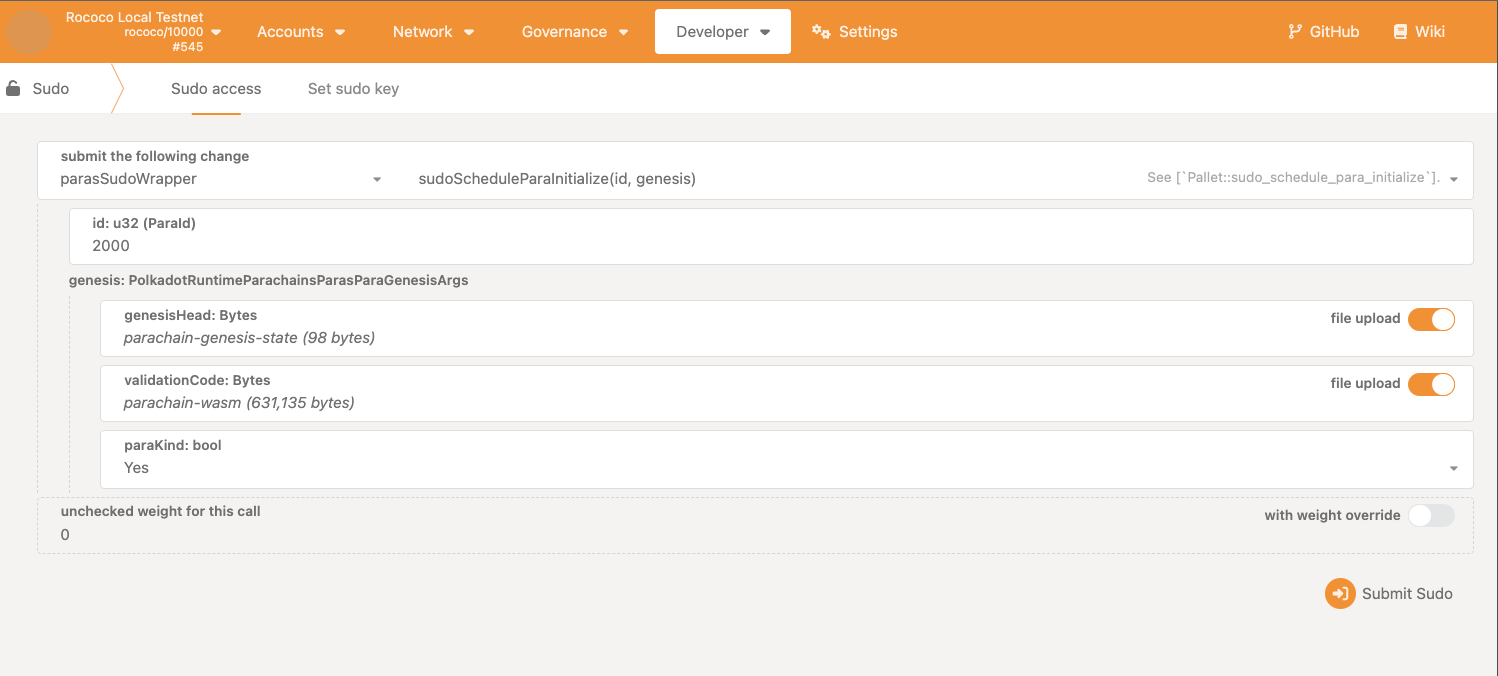 Rococo Local Testnet
rococo/10000
#545
Accounts
Network
Governance
Developer
Settings
GitHub
Wiki
Sudo
Sudo access
Set sudo key
submit the following change
parasSudoWrapper
sudoScheduleParaInitialize(id, genesis)
See [`Pallet::sudo_schedule_para_initialize`].
id: u32 (ParaId)
2000
genesis: PolkadotRuntimeParachainsParasParaGenesisArgs
genesisHead: Bytes
parachain-genesis-state (98 bytes)
file upload
validationCode: Bytes
parachain-wasm (631,135 bytes)
file upload
paraKind: bool
Yes
unchecked weight for this call
0
with weight override
Submit Sudo